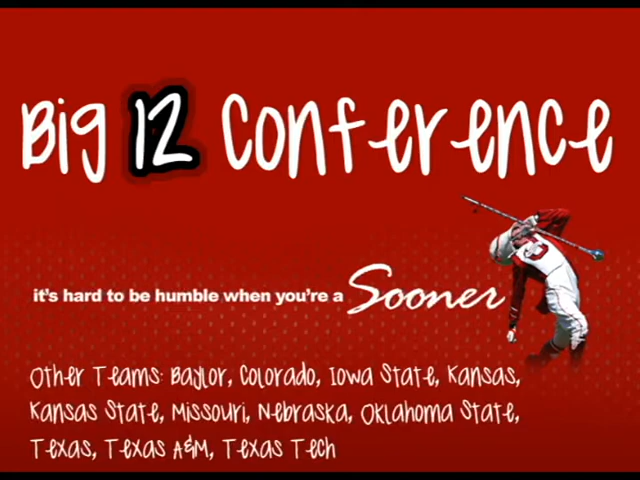 Big 12 Conference
it's hard to be humble when you're a Sooner
Other Teams: Baylor, Colorado, Iowa State, Kansas,
Kansas State, Missouri, Nebraska, Oklahoma State,
Texas, Texas A&M, Texas Tech